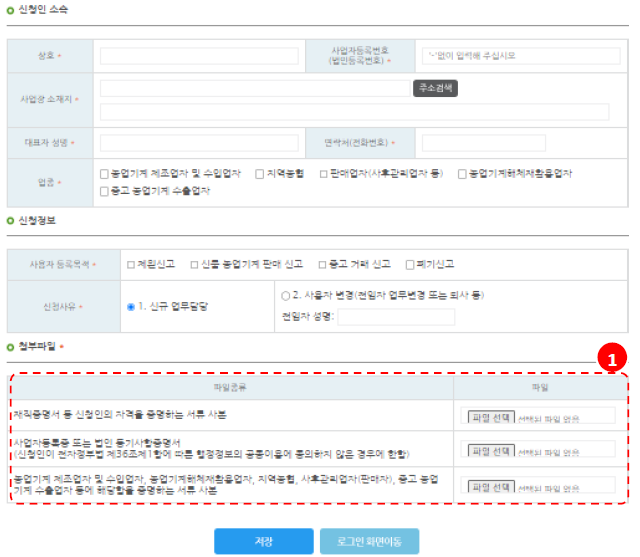 신청인 소속
상호 *
사업자등록번호
(법인등록번호) *
'-'없이 입력해 주십시오
사업장 소재지 *
주소검색
대표자 성명 *
연락처(전화번호) *
업종 *
농업기계 제조업자 및 수입업자 지역농협 판매업자(사후관리업자 등) 농업기계해체재활용업자
중고 농업기계 수출업자
신청정보
사용자 등록목적 *
제원신고 신품 농업기계 판매 신고 중고 거래 신고 폐기신고
신청사유 *
1. 신규 업무담당
2. 사용자 변경(전임자 업무변경 또는 퇴사 등)
전임자 성명:
첨부파일 *
1
파일종류 파일
재직증명서 등 신청인의 자격을 증명하는 서류 사본
파일 선택 선택된 파일 없음
사업자등록증 또는 법인 등기사항증명서
(신청인이 전자정부법 제36조제1항에 따른 행정정보의 공동이용에 동의하지 않은 경우에 한함)
파일 선택 선택된 파일 없음
농업기계 제조업자 및 수입업자, 농업기계해체재활용업자, 지역농협, 사후관리업자(판매자), 중고 농업
기계 수출업자 등에 해당함을 증명하는 서류 사본
파일 선택 선택된 파일 없음
저장 로그인 화면이동